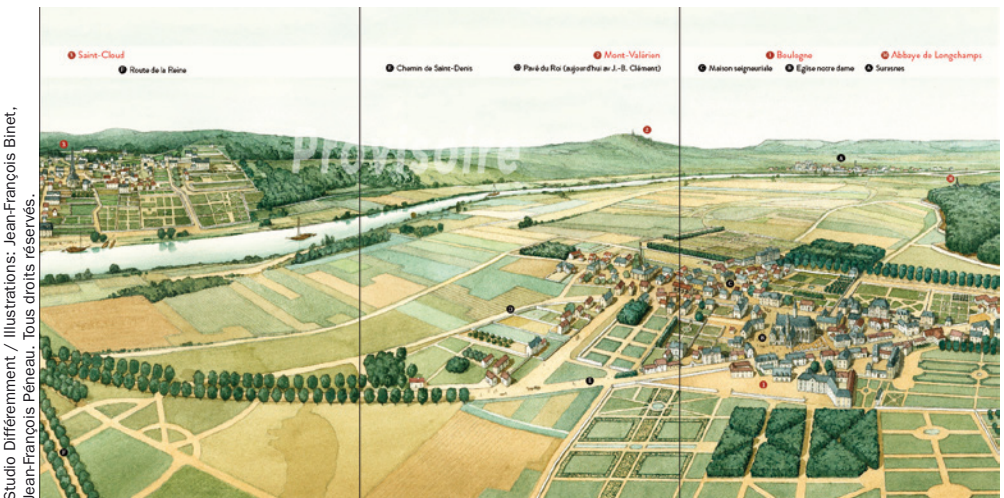 Studio Différemment / Illustrations: Jean-François Binet,
Jean-François Péneau. Tous droits réservés.
Saint-Cloud
Mont-Valérien
Boulogne
Abbaye de Longchamps
F Route de la Reine
Chemin de Saint-Denis
Pavé du Roi (aujourd'hui av J.-B. Clément)
C Maison seigneuriale
B Eglise notre dame
A Suresnes
Provisoire
A
C
B
F